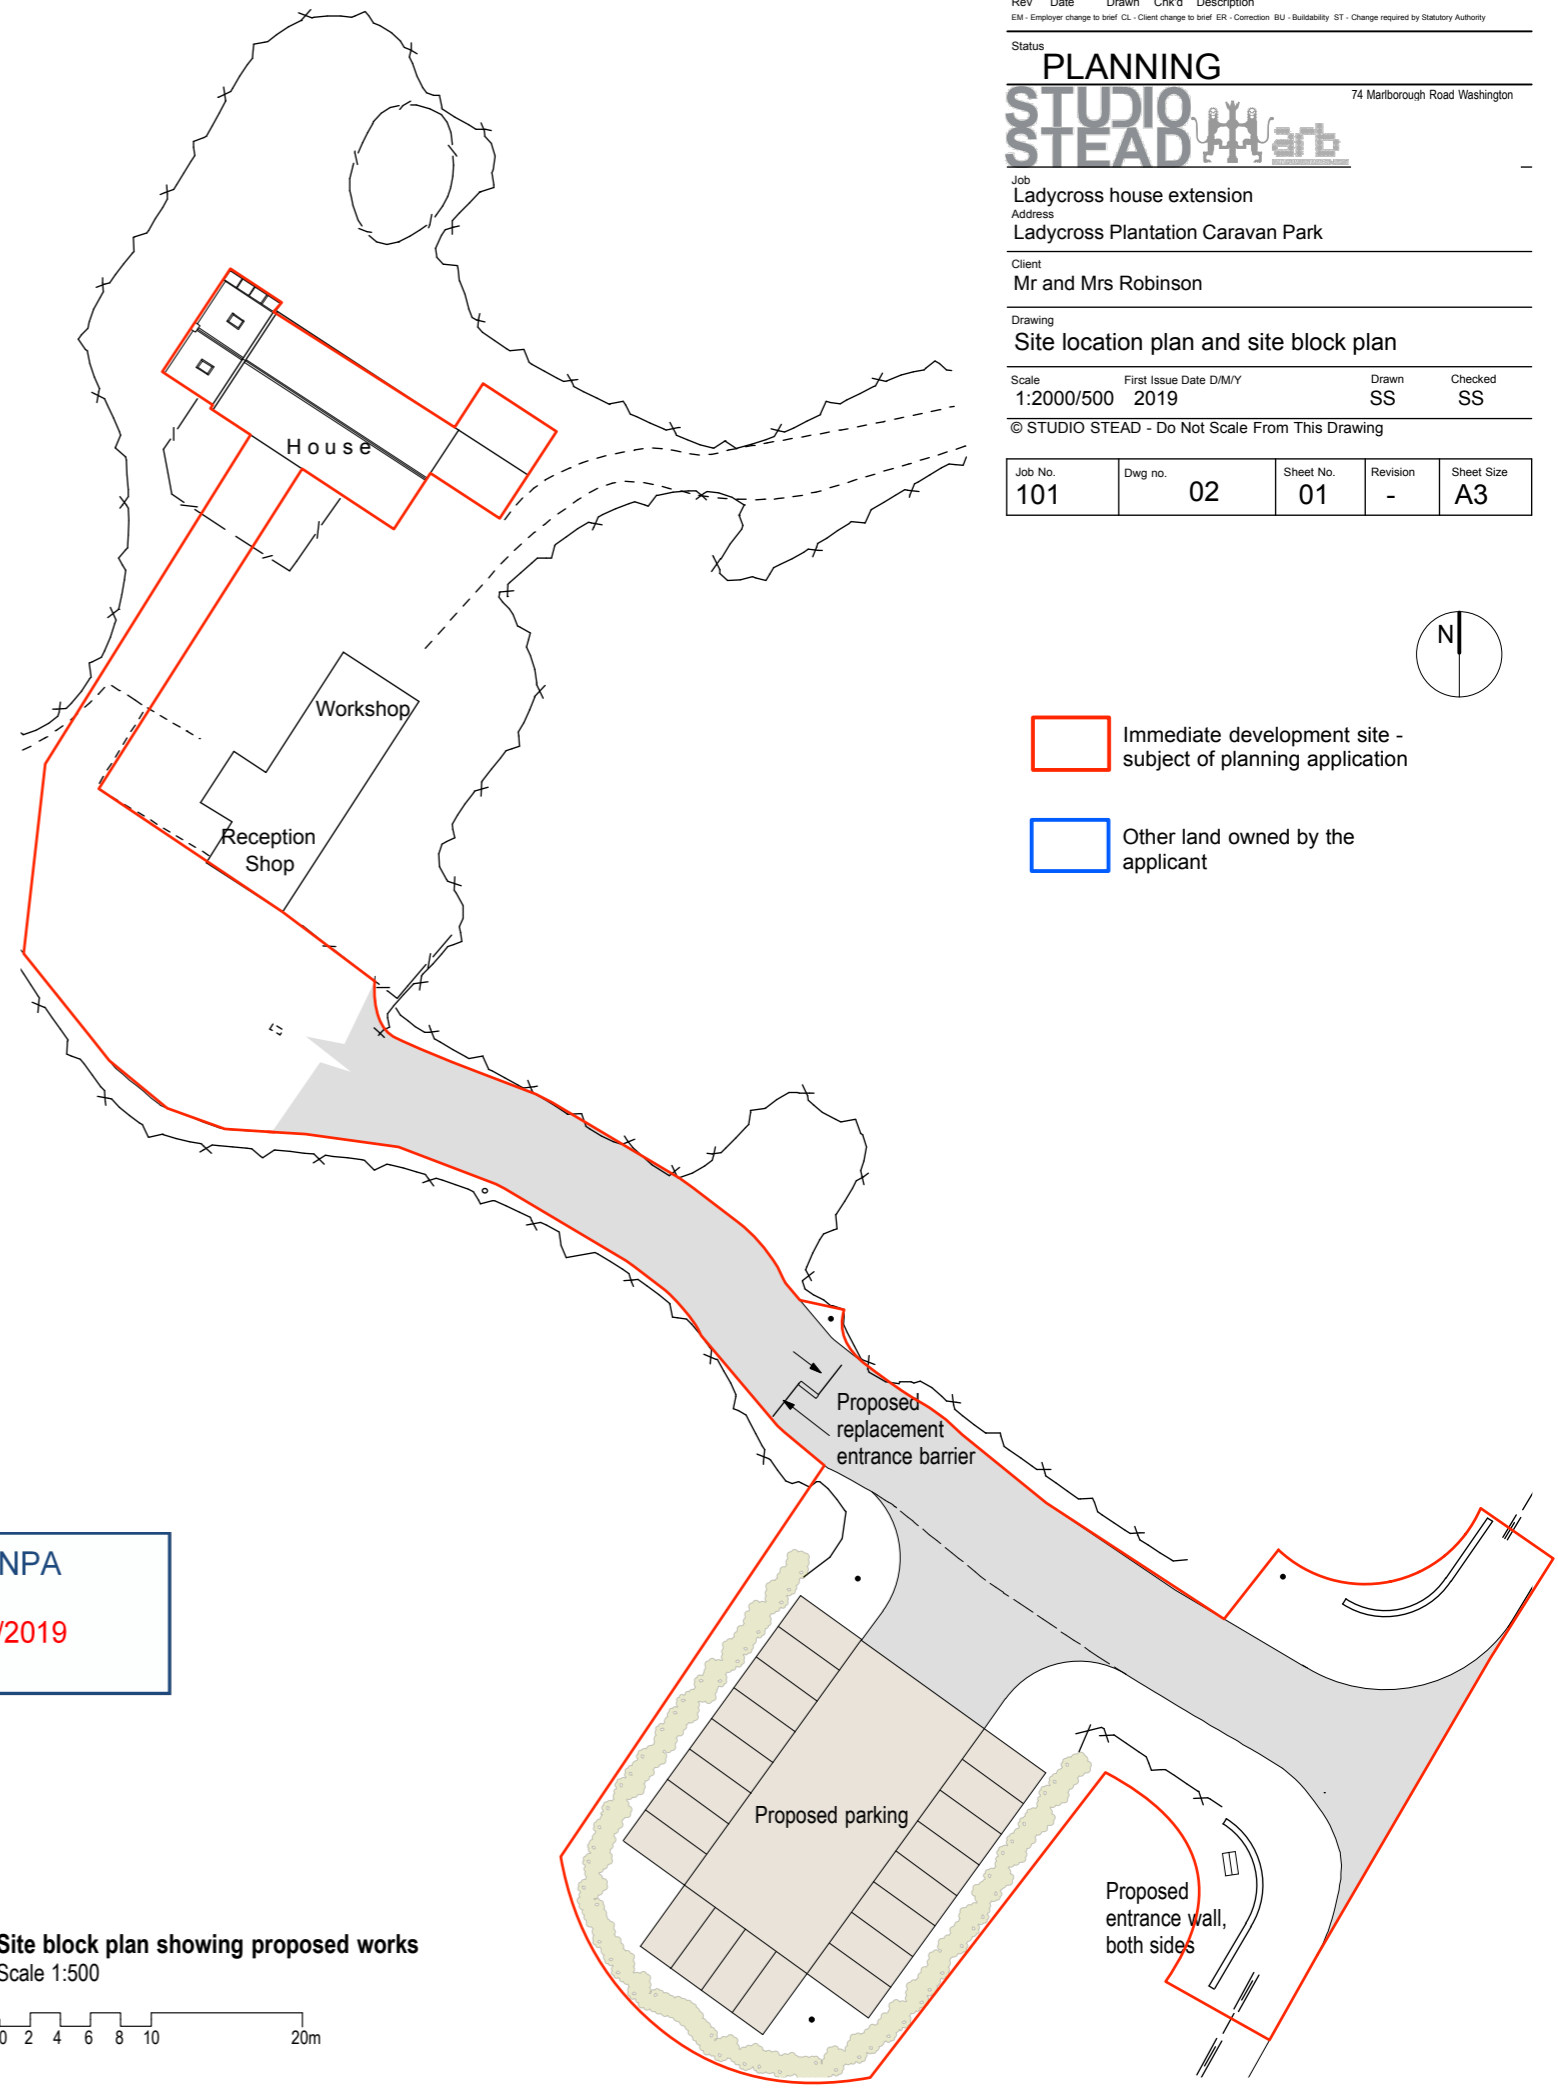 Rev Date Drawn Chk'd Description
EM - Employer change to brief CL - Client change to brief ER - Correction BU - Buildability ST - Change required by Statutory Authority
Status
PLANNING
STUDIO
STEAD
arb
74 Marlborough Road Washington
Job
Ladycross house extension
Address
Ladycross Plantation Caravan Park
Client
Mr and Mrs Robinson
Drawing
Site location plan and site block plan
Scale First Issue Date D/M/Y Drawn Checked
1:2000/500 2019 SS SS
© STUDIO STEAD - Do Not Scale From This Drawing
Job No. Dwg no. Sheet No. Revision Sheet Size
101 02 01 - A3
N
Immediate development site -
subject of planning application
Other land owned by the
applicant
House
Workshop
Reception
Shop
Proposed
replacement
entrance barrier
Proposed parking
Proposed
entrance wall,
both sides
NPA
/2019
Site block plan showing proposed works
Scale 1:500
0 2 4 6 8 10 20m